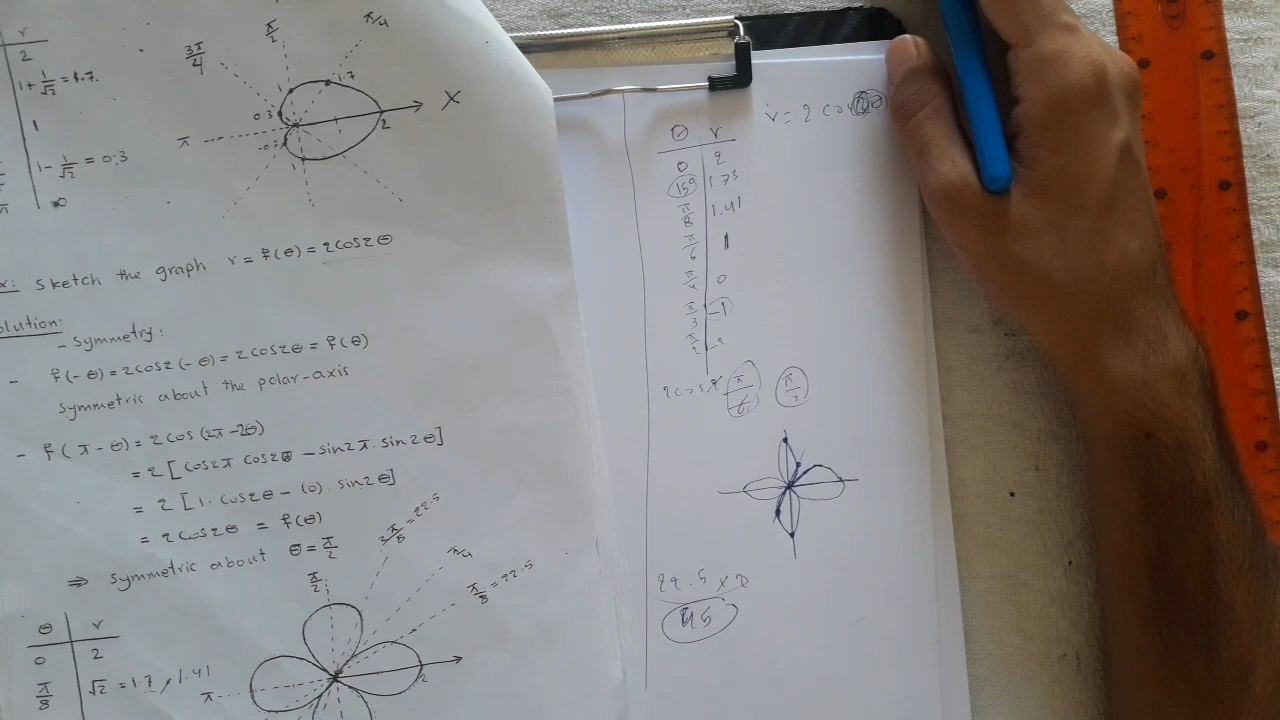 r
2
1+1/√2=1.7
1
1-1/√2=0.3
0
π/2
π/4
3π/4
1.7
0.3
X
π
-0.3
2
Ex: Sketch the graph r=f(θ)=2cos2θ
Solution:
- Symmetry:
- f(-θ)=2cos2(-θ)=2cos2θ=f(θ)
symmetric about the polar-axis
- f(π-θ)=2cos(2π-2θ)
=2[cos2π cos2θ - sin2π. sin2θ]
=2[1. cos2θ - (0). sin2θ]
=2cos2θ = f(θ)
⇒ symmetric about θ=π/2
π/2
=22.5
π/4
π/8=22.5
θ r
0 2
π/8 √2=1.7, 1.41
π
2
r=2cos2θ
θ r
0 2
15° 1.73
π/8 1.41
π/6 1
π/4 0
π/3 -1
π/2 -2
π/6
22.5 x2
45